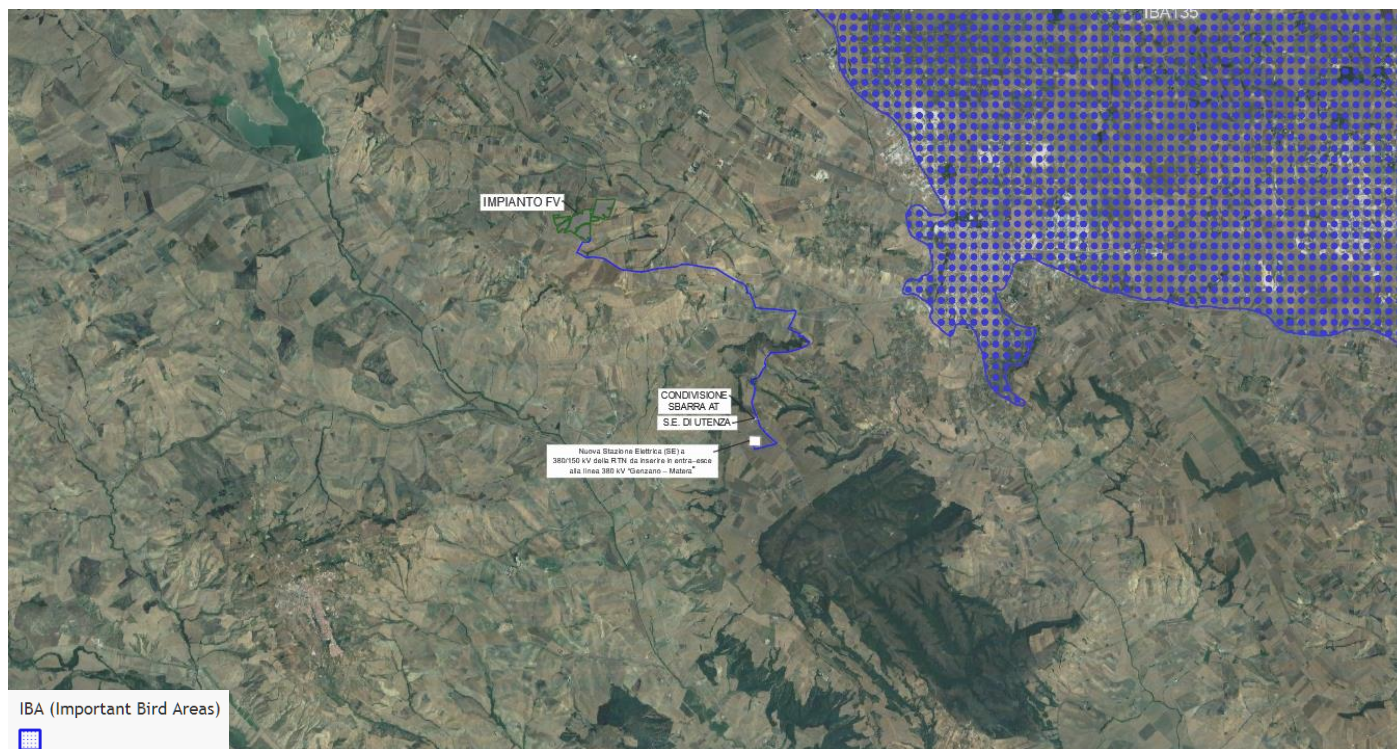 IBA135
IMPIANTO FV
CONDIVISIONE
SBARRA AT
S.E. DI UTENZA
Nuova Stazione Elettrica (SE) a
380/150 kV della RTN da inserire in entra-esce
alla linea 380 kV "Genzano - Matera"
IBA (Important Bird Areas)